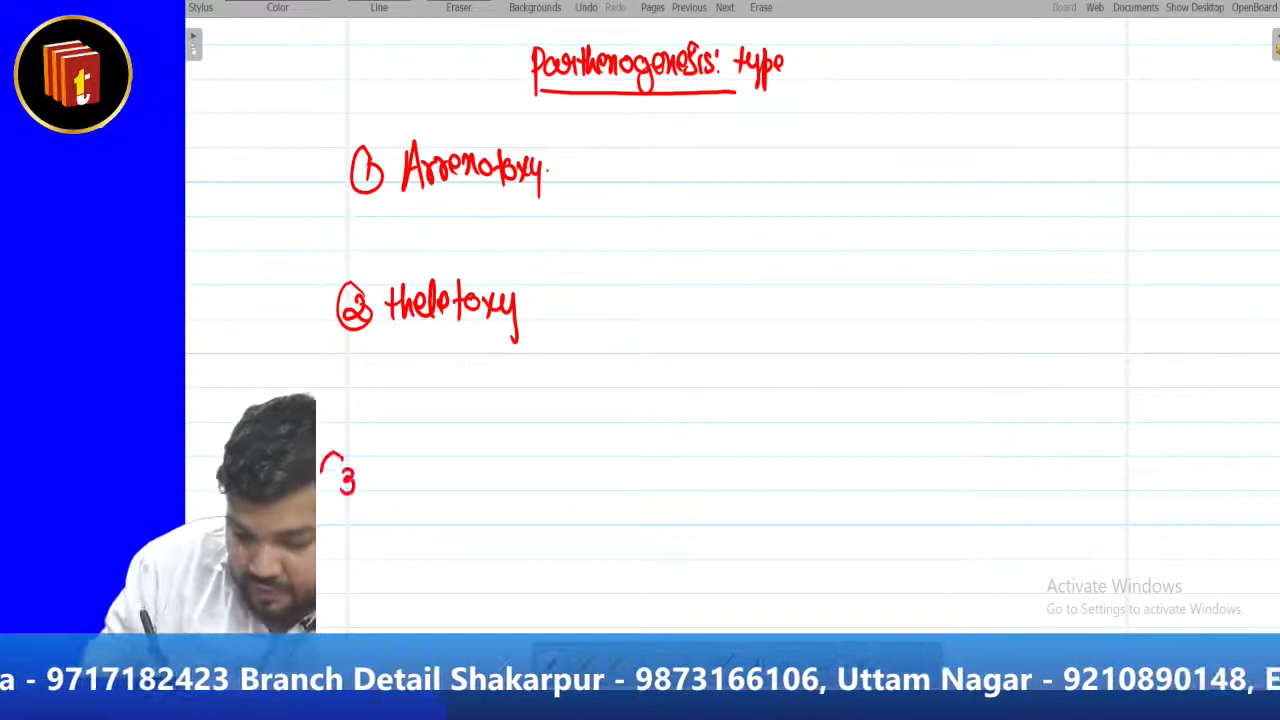 Stylus Color Line Eraser Backgrounds Undo Redo Pages Previous Next Erase Board Web Documents Show Desktop OpenBoard
t
Parthenogenesis: type
① Arrenotoxy.
② theletoxy
3
Activate Windows
Go to Settings to activate Windows.
a - 9717182423 Branch Detail Shakarpur - 9873166106, Uttam Nagar - 9210890148, E